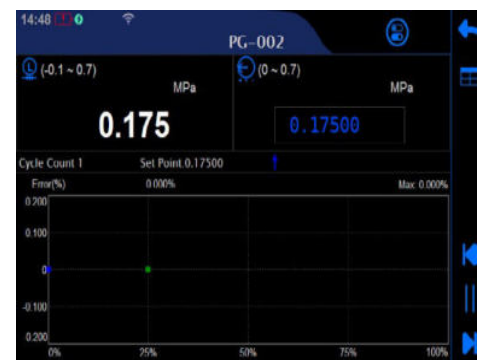 14:48
PG-002
(-0.1 ~ 0.7)
MPa
0.175
(0 ~ 0.7)
MPa
0.17500
Cycle Count 1 Set Point 0.17500
Error(%) 0.000% Max: 0.000%
0.200
0.100
0
-0.100
0.200
0% 25% 50% 75% 100%